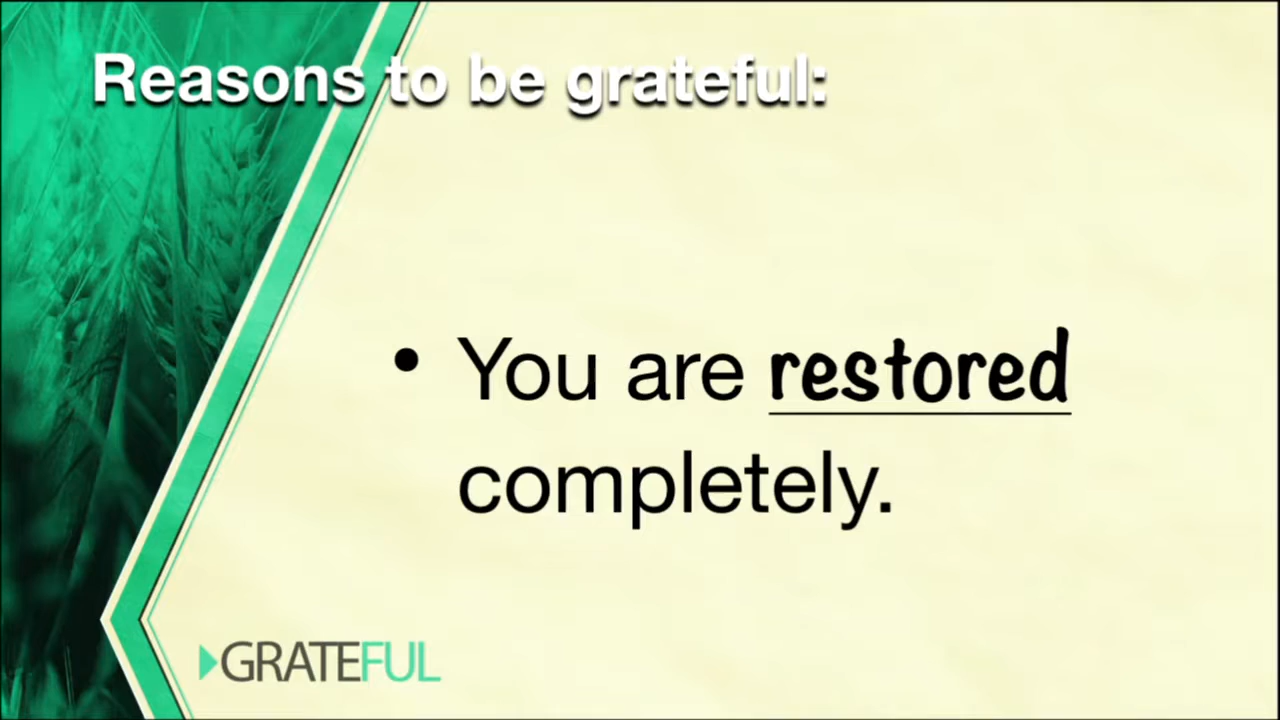 Reasons to be grateful:
• You are restored
completely.
GRATEFUL